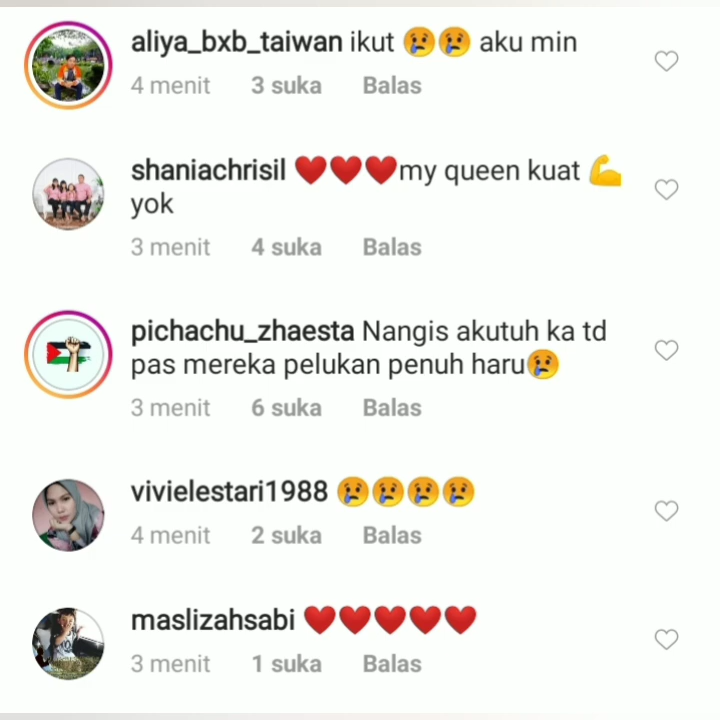 aliya_bxb_taiwan ikut 😢😢 aku min
4 menit 3 suka Balas
shaniachrisil ❤️❤️❤️my queen kuat 💪
yok
3 menit 4 suka Balas
pichachu_zhaesta Nangis akutuh ka td
pas mereka pelukan penuh haru😢
3 menit 6 suka Balas
vivielestari1988 😢😢😢😢
4 menit 2 suka Balas
maslizahsabi ❤️❤️❤️❤️❤️
3 menit 1 suka Balas